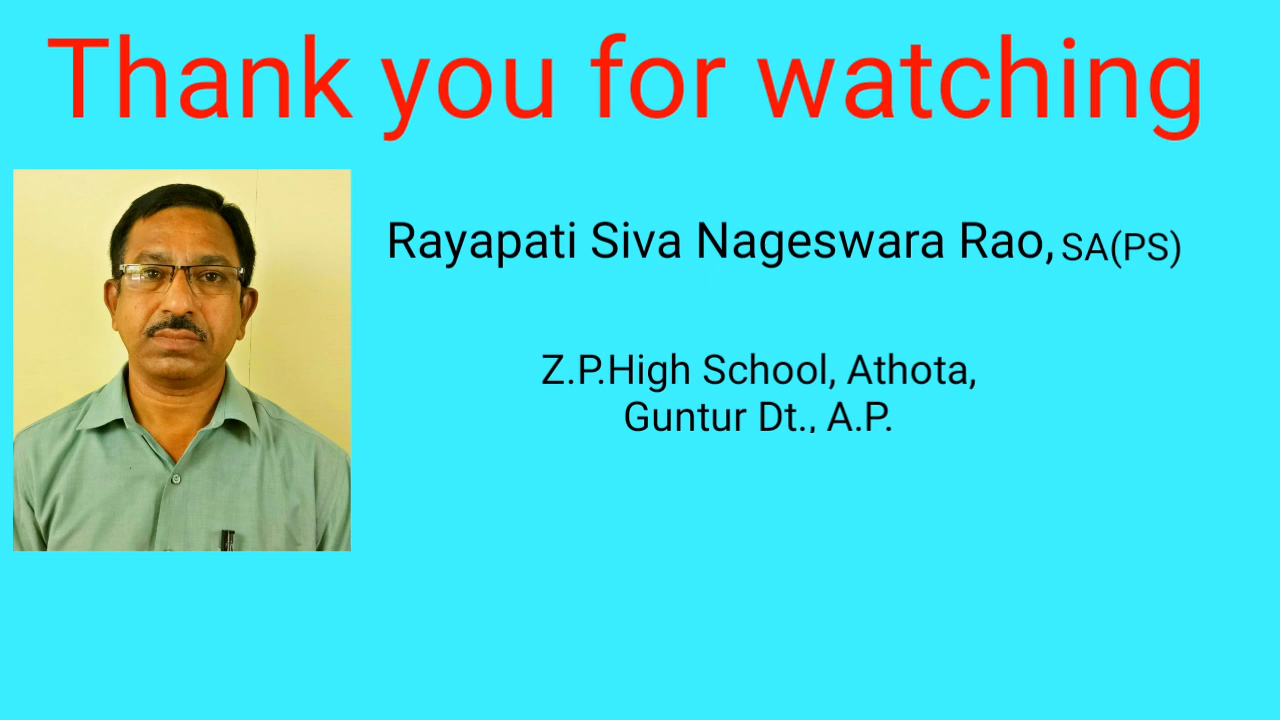 Thank you for watching
Rayapati Siva Nageswara Rao, SA(PS)
Z.P.High School, Athota,
Guntur Dt., A.P.